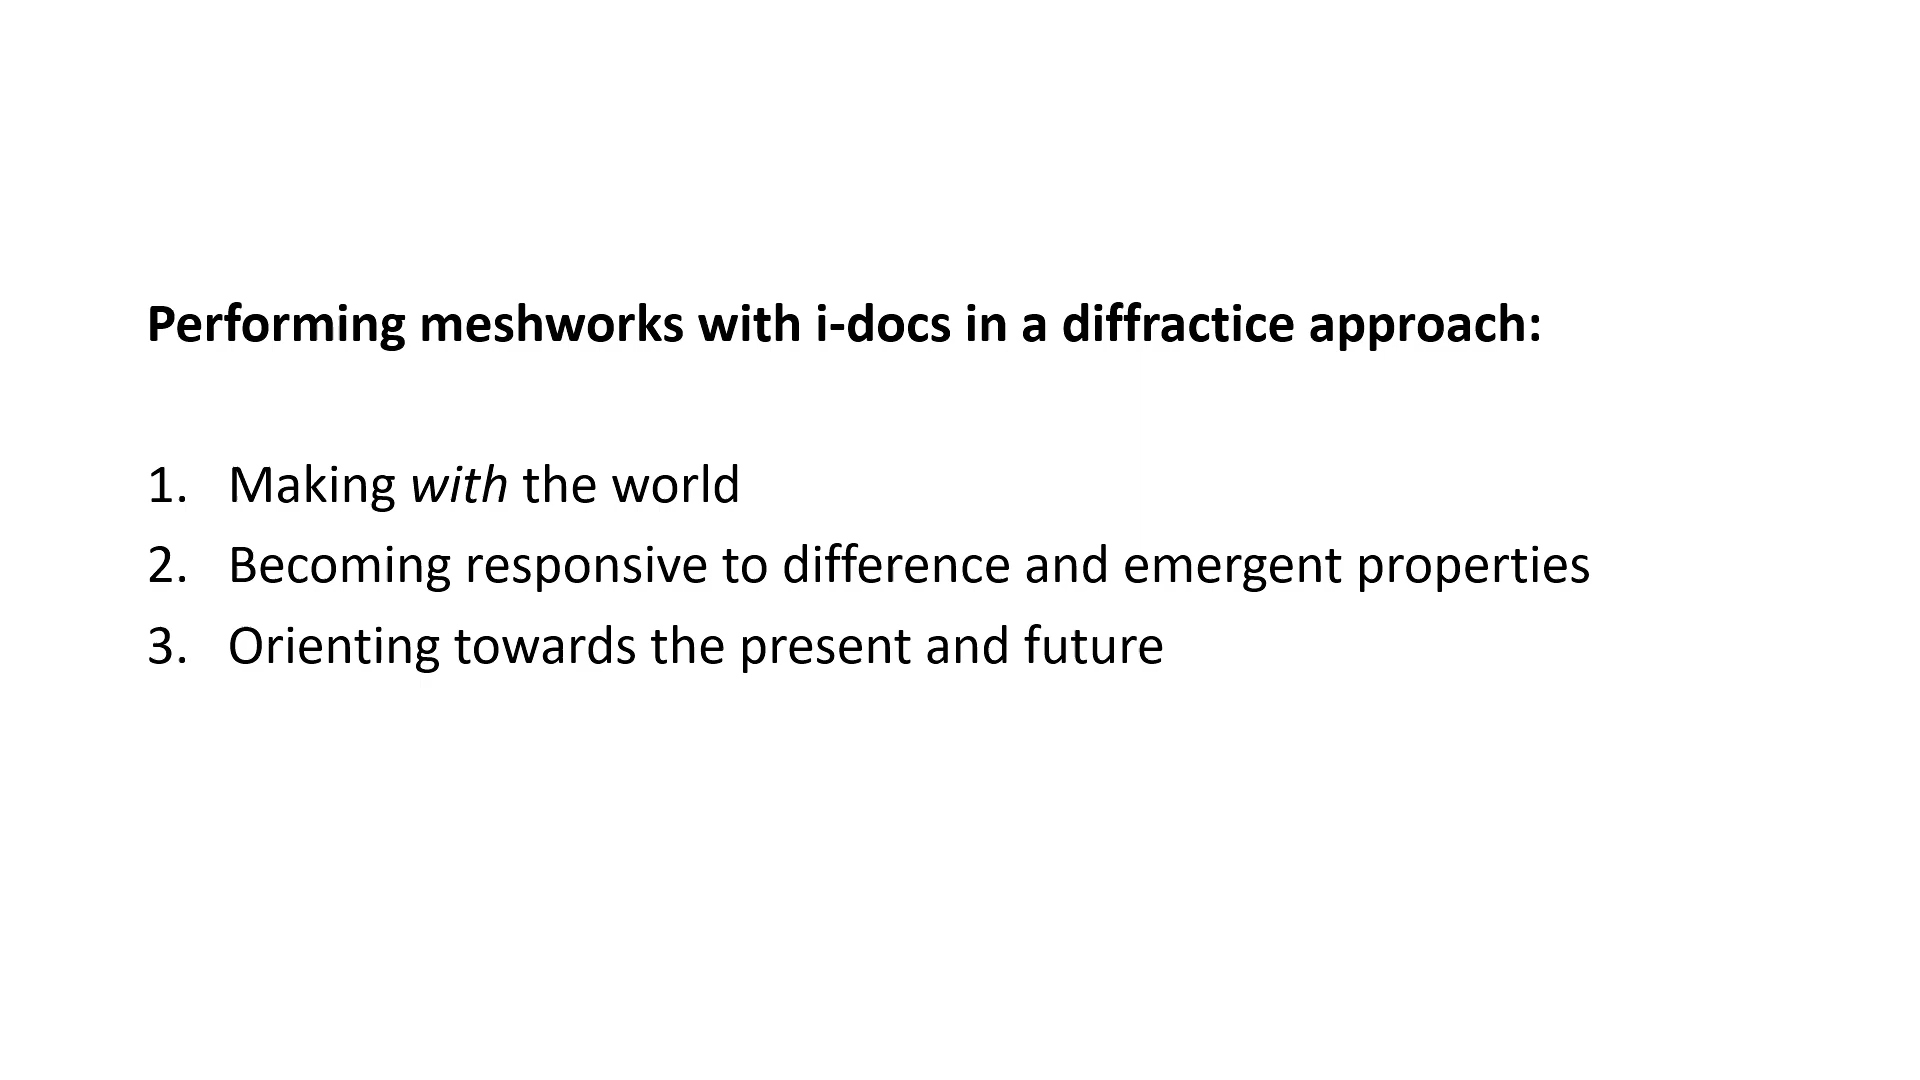 Performing meshworks with i-docs in a diffractice approach:
1. Making with the world
2. Becoming responsive to difference and emergent properties
3. Orienting towards the present and future